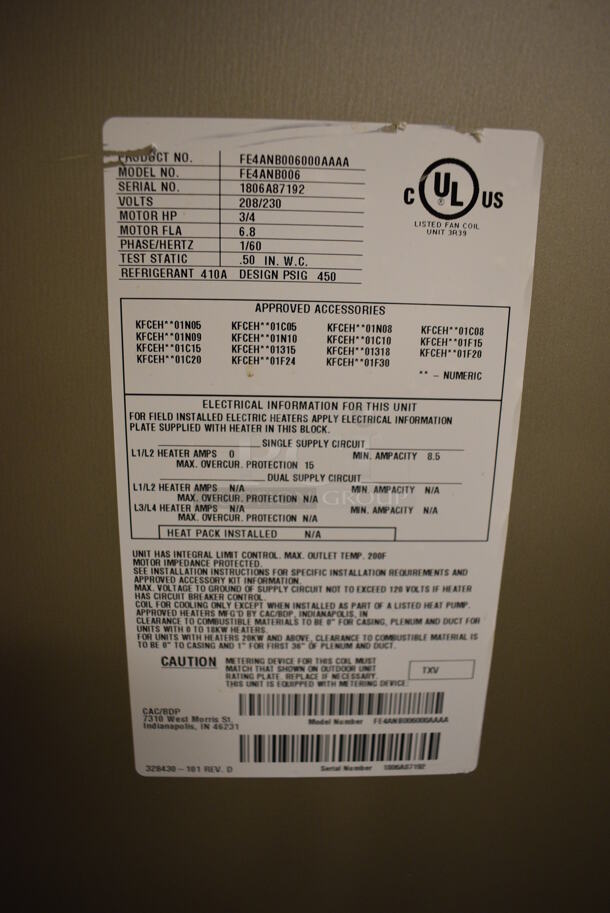 PRODUCT NO. FE4ANB006000AAAA
MODEL NO. FE4ANB006
SERIAL NO. 1806A87192
VOLTS 208/230
MOTOR HP 3/4
MOTOR FLA 6.8
PHASE/HERTZ 1/60
TEST STATIC .50 IN. W.C.
REFRIGERANT 410A DESIGN PSIG 450
C UL ® US
LISTED FAN COIL
UNIT 3R39
APPROVED ACCESSORIES
KFCEH**01N05 KFCEH**01C05 KFCEH**01N08 KFCEH**01C08
KFCEH**01N09 KFCEH**01N10 KFCEH**01C10 KFCEH**01F15
KFCEH**01C15 KFCEH**01315 KFCEH**01318 KFCEH**01F20
KFCEH**01C20 KFCEH**01F24 KFCEH**01F30
** - NUMERIC
ELECTRICAL INFORMATION FOR THIS UNIT
FOR FIELD INSTALLED ELECTRIC HEATERS APPLY ELECTRICAL INFORMATION
PLATE SUPPLIED WITH HEATER IN THIS BLOCK.
SINGLE SUPPLY CIRCUIT
L1/L2 HEATER AMPS 0 MIN. AMPACITY 8.5
MAX. OVERCUR. PROTECTION 15
DUAL SUPPLY CIRCUIT
L1/L2 HEATER AMPS N/A MIN. AMPACITY N/A
MAX. OVERCUR. PROTECTION N/A
L3/L4 HEATER AMPS N/A MIN. AMPACITY N/A
MAX. OVERCUR. PROTECTION N/A
GROUP
HEAT PACK INSTALLED N/A
UNIT HAS INTEGRAL LIMIT CONTROL. MAX. OUTLET TEMP. 200F
MOTOR IMPEDANCE PROTECTED.
SEE INSTALLATION INSTRUCTIONS FOR SPECIFIC INSTALLATION REQUIREMENTS AND
APPROVED ACCESSORY KIT INFORMATION.
MAX. VOLTAGE TO GROUND OF SUPPLY CIRCUIT NOT TO EXCEED 120 VOLTS IF HEATER
HAS CIRCUIT BREAKER CONTROL.
COIL FOR COOLING ONLY EXCEPT WHEN INSTALLED AS PART OF A LISTED HEAT PUMP.
APPROVED HEATERS MFG'D BY CAC/BDP, INDIANAPOLIS, IN
CLEARANCE TO COMBUSTIBLE MATERIALS TO BE 0" FOR CASING, PLENUM AND DUCT FOR
UNITS WITH 0 TO 18KW HEATERS.
FOR UNITS WITH HEATERS 20KW AND ABOVE, CLEARANCE TO COMBUSTIBLE MATERIAL IS
TO BE 0" TO CASING AND 1" FOR FIRST 36" OF PLENUM AND DUCT.
CAUTION METERING DEVICE FOR THIS COIL MUST
MATCH THAT SHOWN ON OUTDOOR UNIT
RATING PLATE. REPLACE IF NECESSARY.
THIS UNIT IS EQUIPPED WITH METERING DEVICE:
TXV
CAC/BDP
7310 West Morris St.
Indianapolis, IN 46231
Model Number FE4ANB006000AAAA
328430-101 REV. D
Serial Number 1806A87192